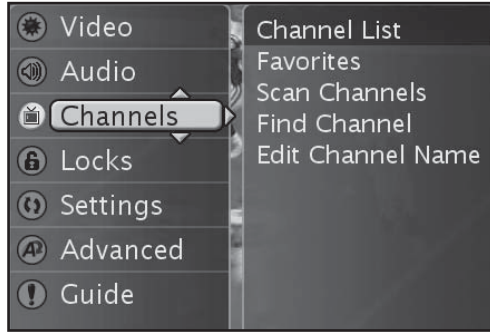 Video
Audio
Channels
Locks
Settings
Advanced
Guide
Channel List
Favorites
Scan Channels
Find Channel
Edit Channel Name